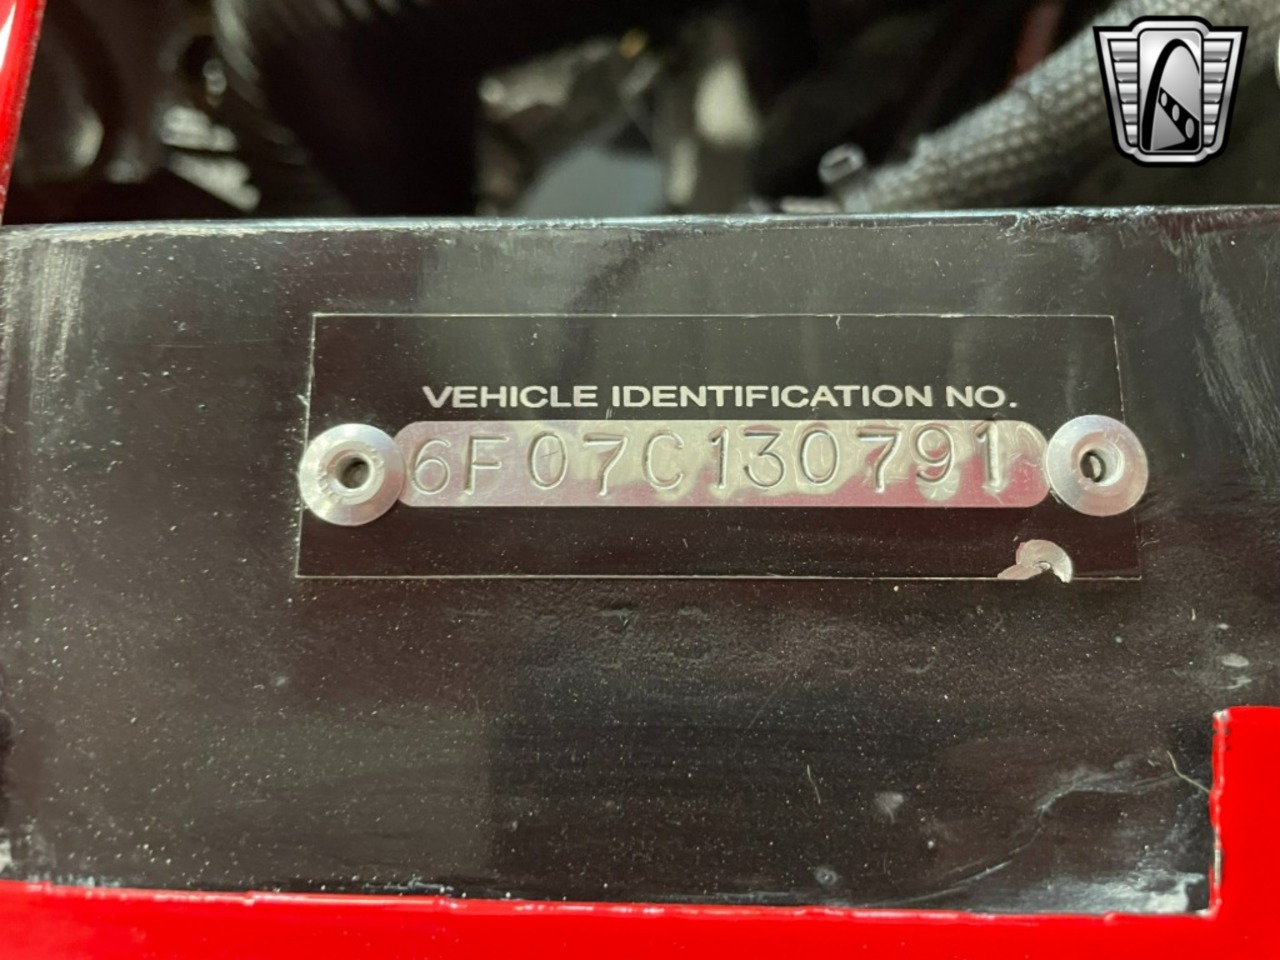 VEHICLE IDENTIFICATION NO.
6F07C130791